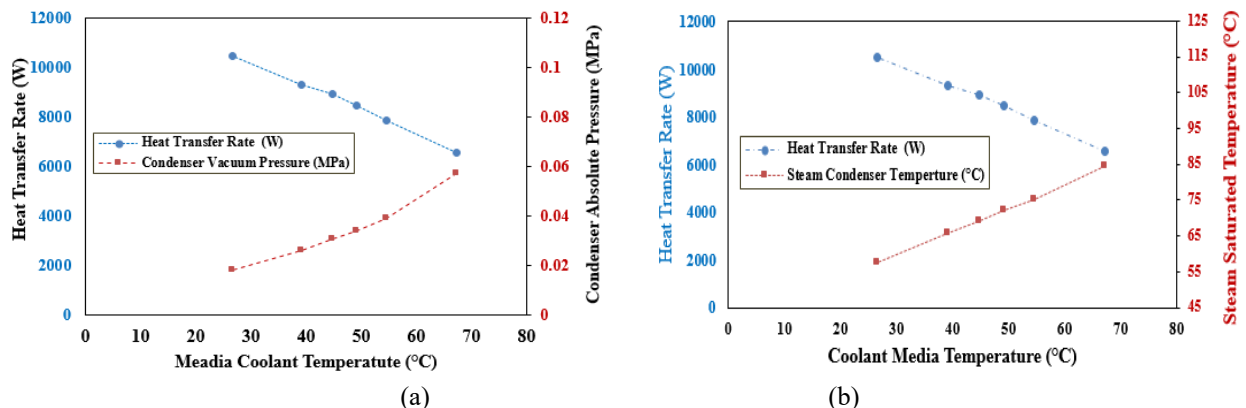 Heat Transfer Rate (W)
12000
10000
8000
6000
4000
2000
0
Heat Transfer Rate (W)
Condenser Vacuum Pressure (MPa)
0.12
0.1
0.08
0.06
0.04
0.02
0
Condenser Absolute Pressure (MPa)
0 10 20 30 40 50 60 70 80
Meadia Coolant Temperatute (°C)
(a)
Heat Transfer Rate (W)
12000
10000
8000
6000
4000
2000
0
Heat Transfer Rate (W)
Steam Condenser Temperture (°C)
125
115
105
95
85
75
65
55
45
Steam Saturated Temperature (°C)
0 10 20 30 40 50 60 70 80
Coolant Media Temperature (°C)
(b)